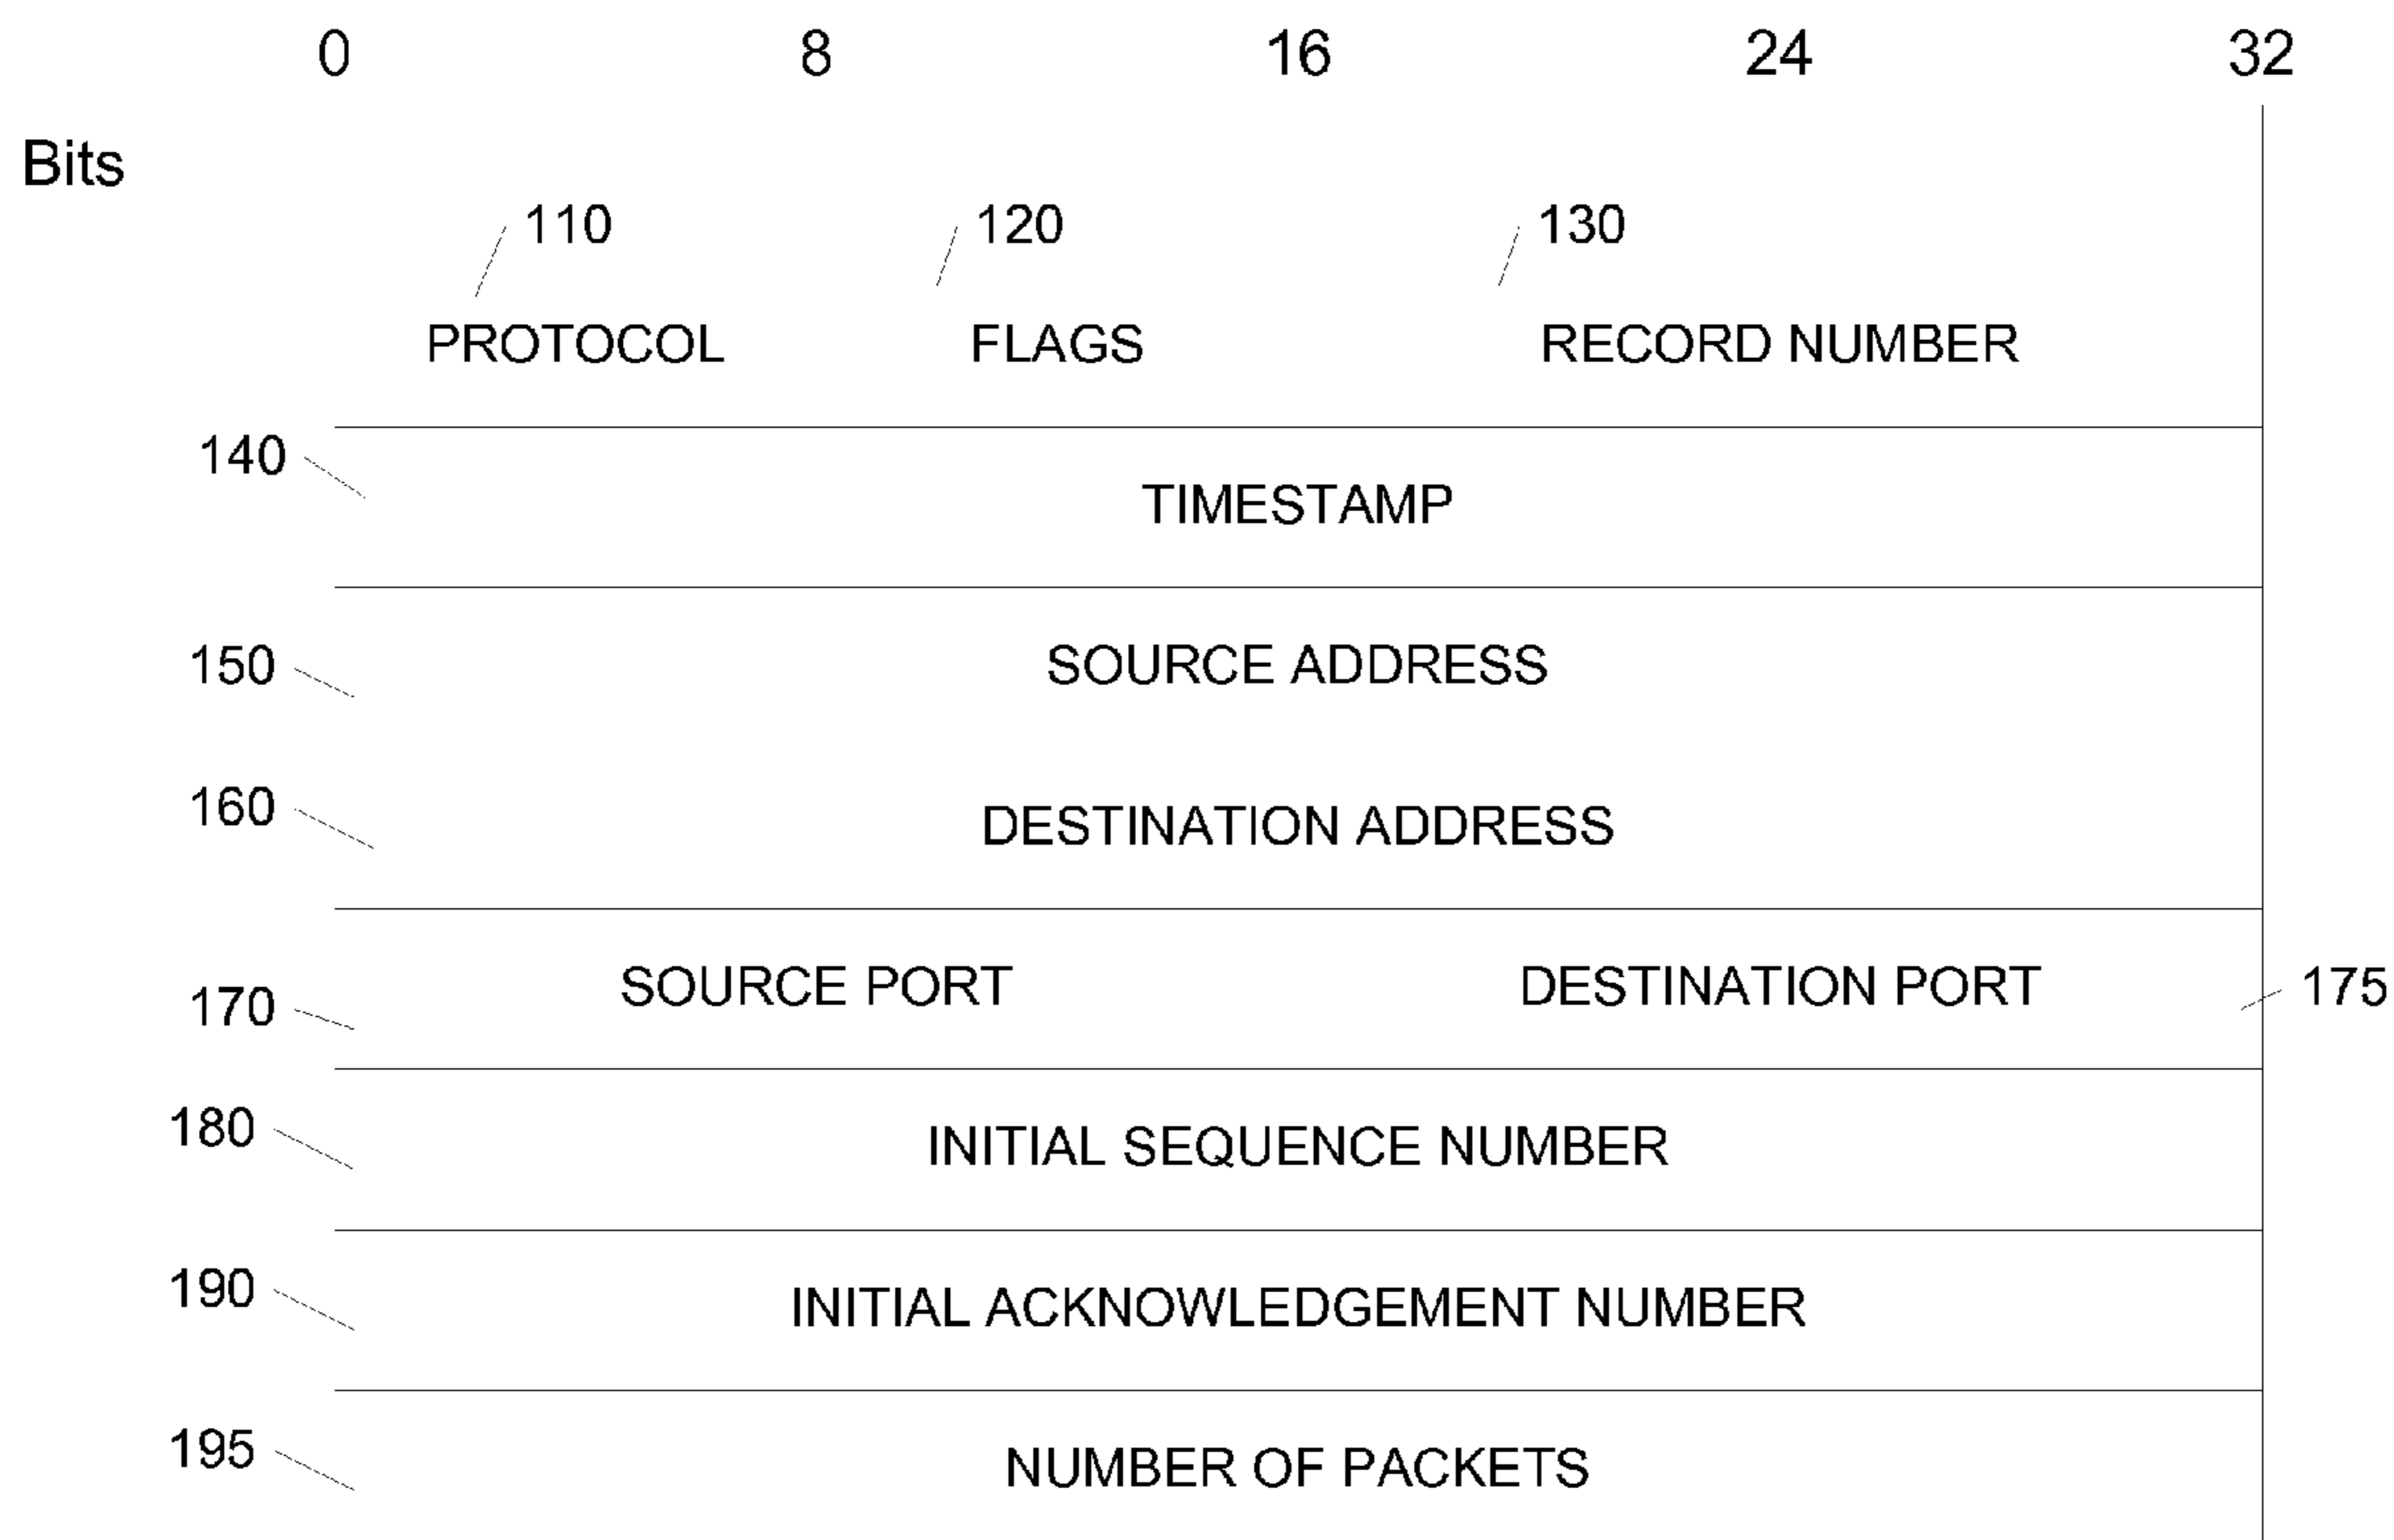 0 8 16 24 32
Bits
110 120 130
PROTOCOL FLAGS RECORD NUMBER
140
TIMESTAMP
150 SOURCE ADDRESS
160 DESTINATION ADDRESS
170 SOURCE PORT DESTINATION PORT 175
180 INITIAL SEQUENCE NUMBER
190 INITIAL ACKNOWLEDGEMENT NUMBER
195 NUMBER OF PACKETS